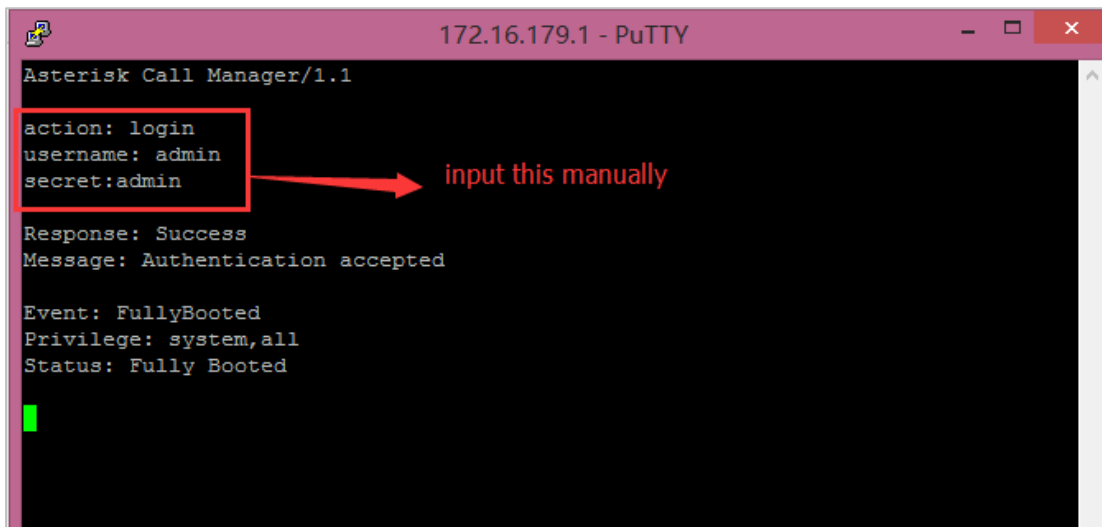 172.16.179.1 - PuTTY
Asterisk Call Manager/1.1
action: login
username: admin
secret:admin
input this manually
Response: Success
Message: Authentication accepted
Event: FullyBooted
Privilege: system,all
Status: Fully Booted